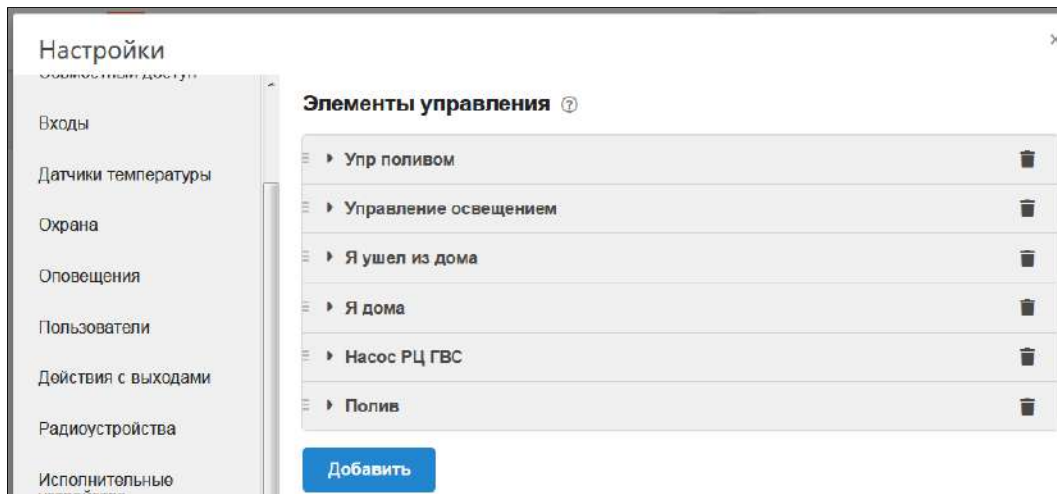 Настройки
Входы
Датчики температуры
Охрана
Оповещения
Пользователи
Действия с выходами
Радиоустройства
Исполнительные
Элементы управления ?
Упр поливом
Управление освещением
Я ушел из дома
Я дома
Насос РЦ ГВС
Полив
Добавить